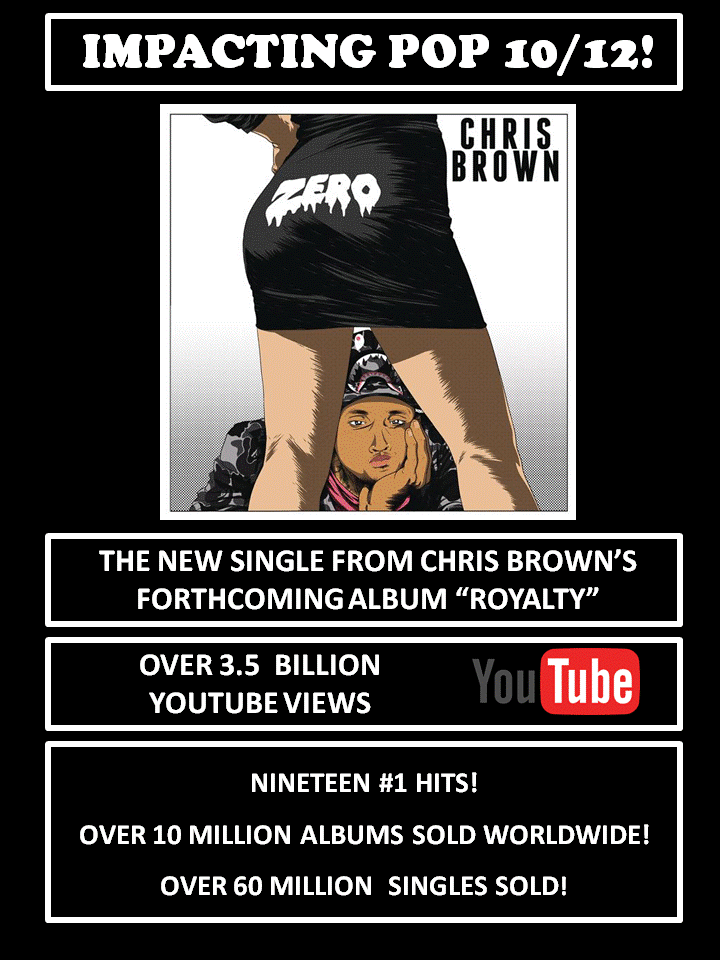 IMPACTING POP 10/12!
CHRIS
BROWN
ZERO
THE NEW SINGLE FROM CHRIS BROWN'S
FORTHCOMING ALBUM “ROYALTY”
OVER 3.5 BILLION
YOUTUBE VIEWS
YouTube
NINETEEN #1 HITS!
OVER 10 MILLION ALBUMS SOLD WORLDWIDE!
OVER 60 MILLION SINGLES SOLD!